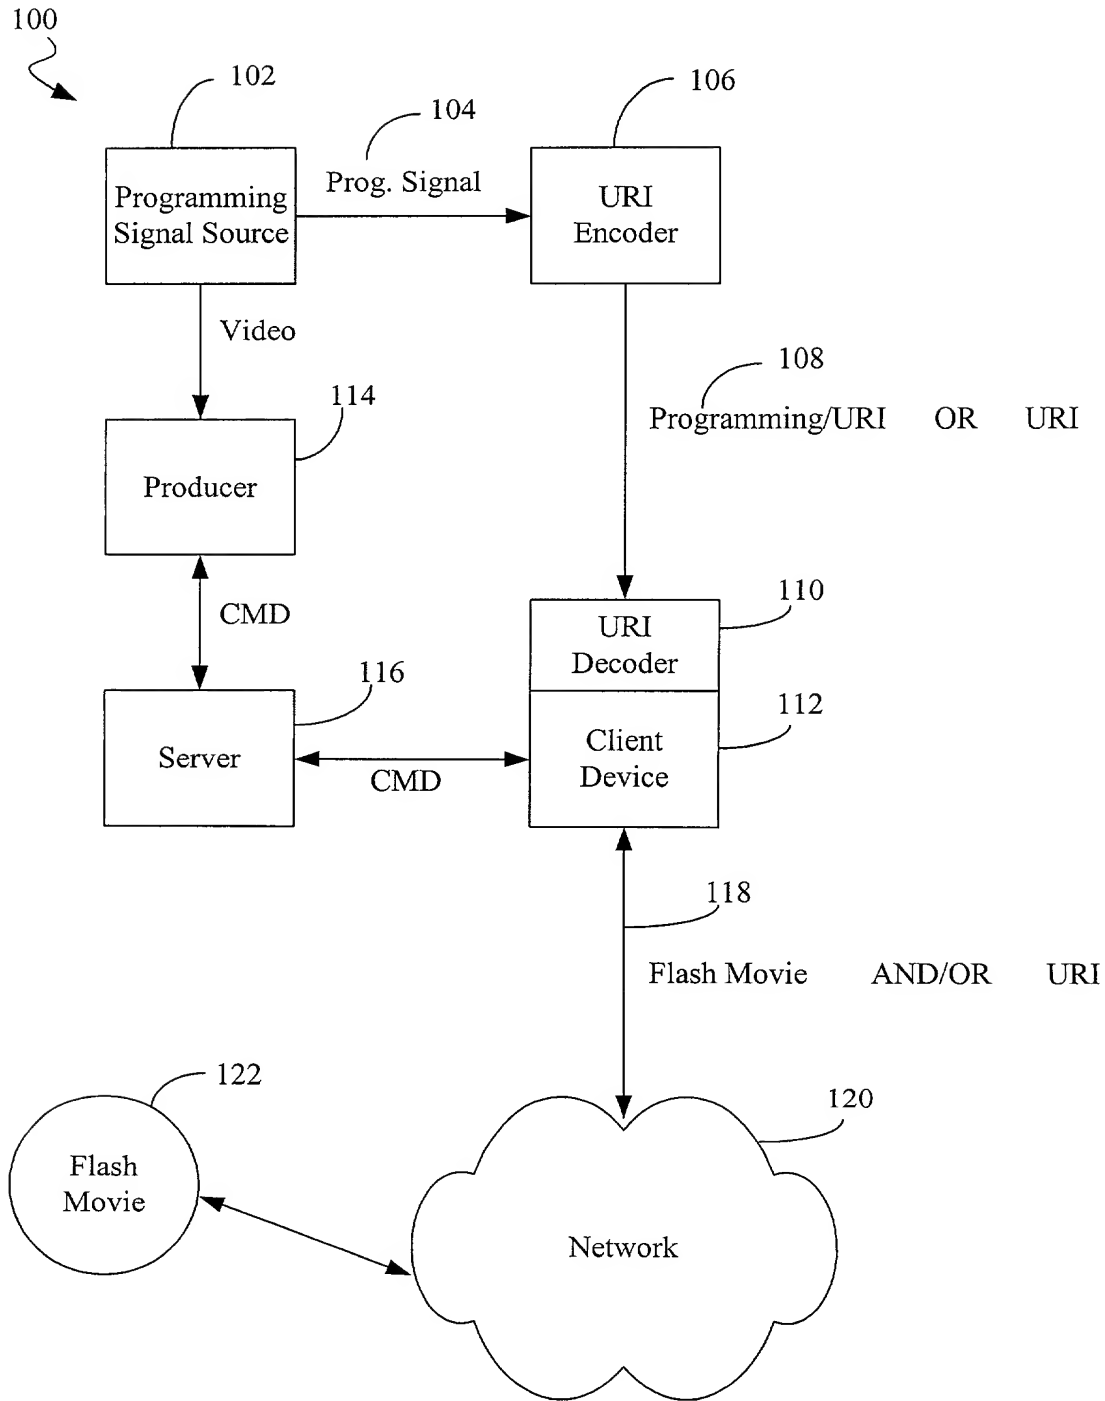 100
102
104
106
Programming
Signal Source
Prog. Signal
URI
Encoder
Video
108
Programming/URI OR URI
114
Producer
CMD
110
URI
Decoder
116
112
Server
CMD
Client
Device
118
Flash Movie AND/OR URI
122
120
Flash
Movie
Network